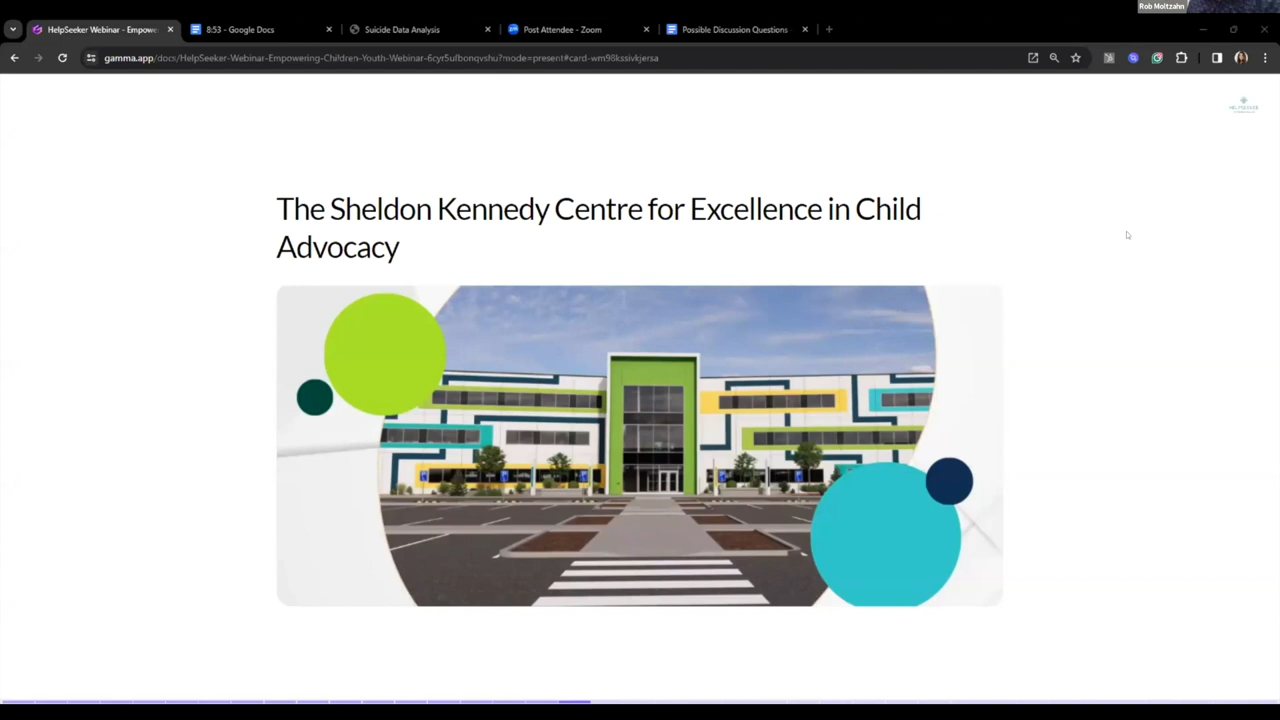 Rob Moltzahn
HelpSeeker Webinar - Empowe
8:53 - Google Docs
Suicide Data Analysis
Post Attendee - Zoom
Possible Discussion Questions
gamma.app/docs/HelpSeeker-Webinar-Empowering-Children-Youth-Webinar-6cyr5ufbonqvshu?mode=present#card-wm98kssivkjersa
The Sheldon Kennedy Centre for Excellence in Child
Advocacy